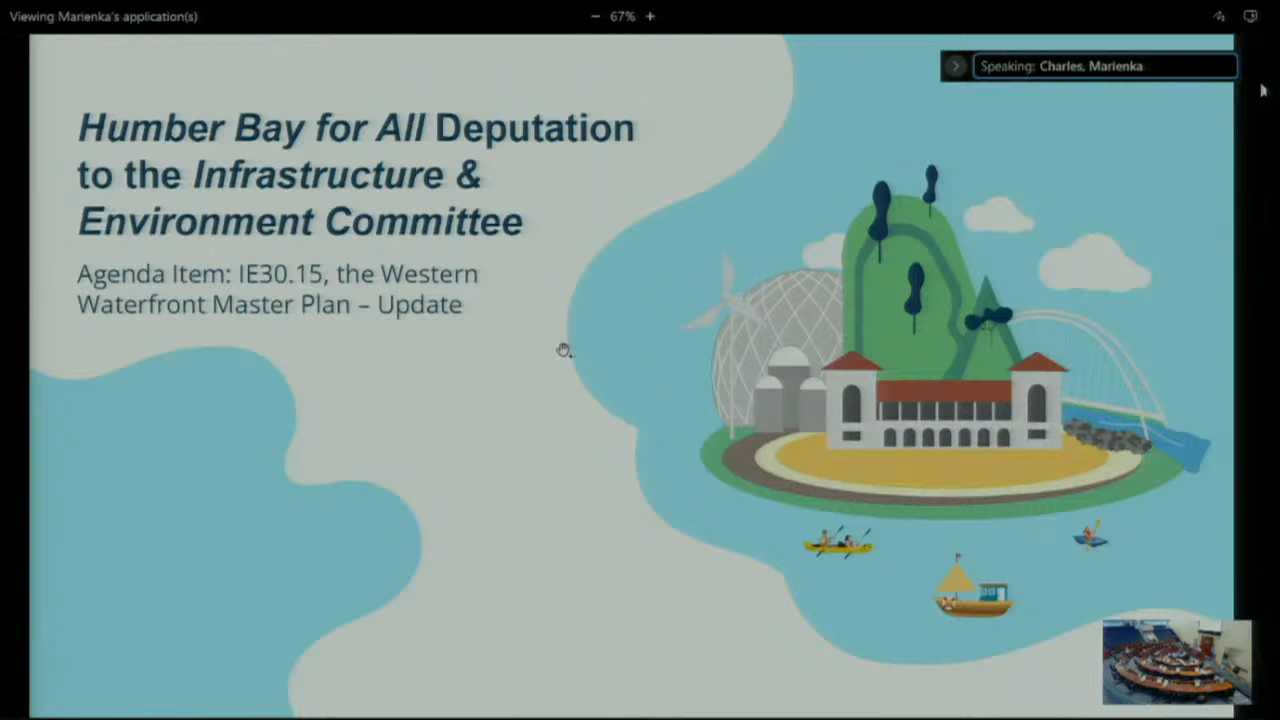 Viewing Marienka's application(s)
− 67% +
Speaking: Charles, Marienka
Humber Bay for All Deputation
to the Infrastructure &
Environment Committee
Agenda Item: IE30.15, the Western
Waterfront Master Plan – Update